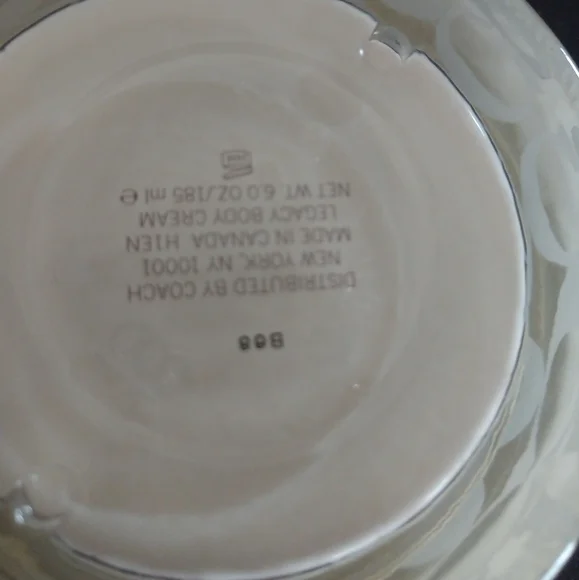 B68
DISTRIBUTED BY COACH
NEW YORK, NY 10001
MADE IN CANADA H1EN
LEGACY BODY CREAM
NET WT. 6.0 OZ/185 ml e